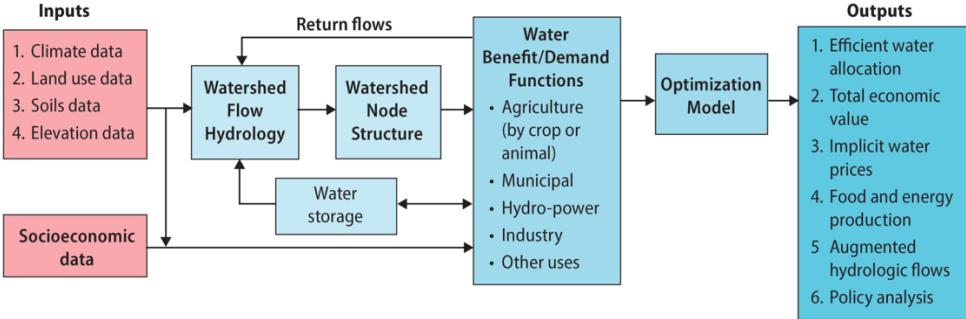 Inputs
1. Climate data
2. Land use data
3. Soils data
4. Elevation data
Socioeconomic
data
Return flows
Watershed
Flow
Hydrology
Watershed
Node
Structure
Water
storage
Water
Benefit/Demand
Functions
• Agriculture
(by crop or
animal)
• Municipal
• Hydro-power
• Industry
• Other uses
Optimization
Model
Outputs
1. Efficient water
allocation
2. Total economic
value
3. Implicit water
prices
4. Food and energy
production
5 Augmented
hydrologic flows
6. Policy analysis